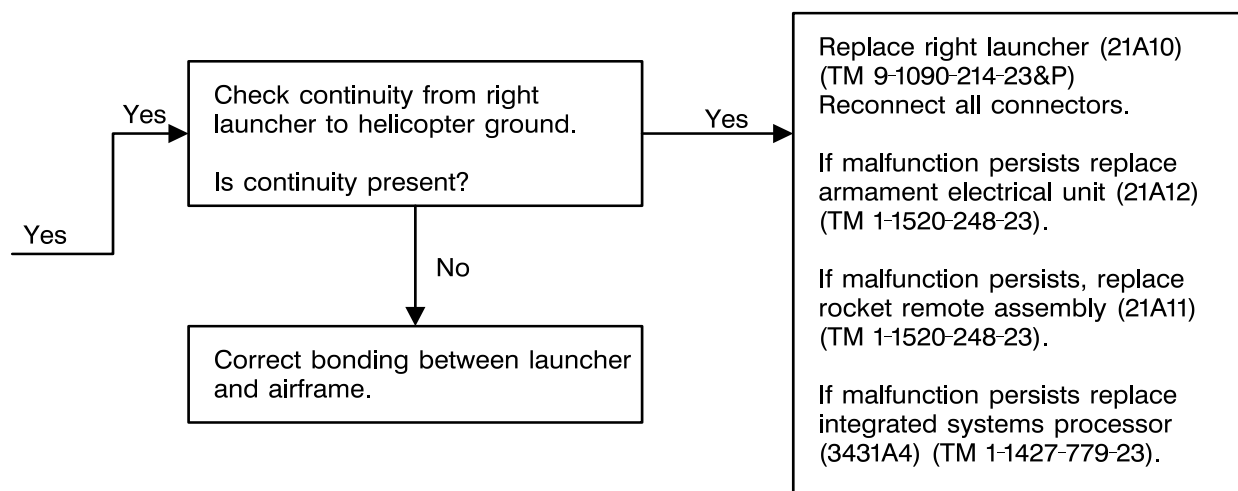 Yes
Yes
Check continuity from right
launcher to helicopter ground.
Is continuity present?
Yes
No
Correct bonding between launcher
and airframe.
Replace right launcher (21A10)
(TM 9-1090-214-23&P)
Reconnect all connectors.
If malfunction persists replace
armament electrical unit (21A12)
(TM 1-1520-248-23).
If malfunction persists, replace
rocket remote assembly (21A11)
(TM 1-1520-248-23).
If malfunction persists replace
integrated systems processor
(3431A4) (TM 1-1427-779-23).